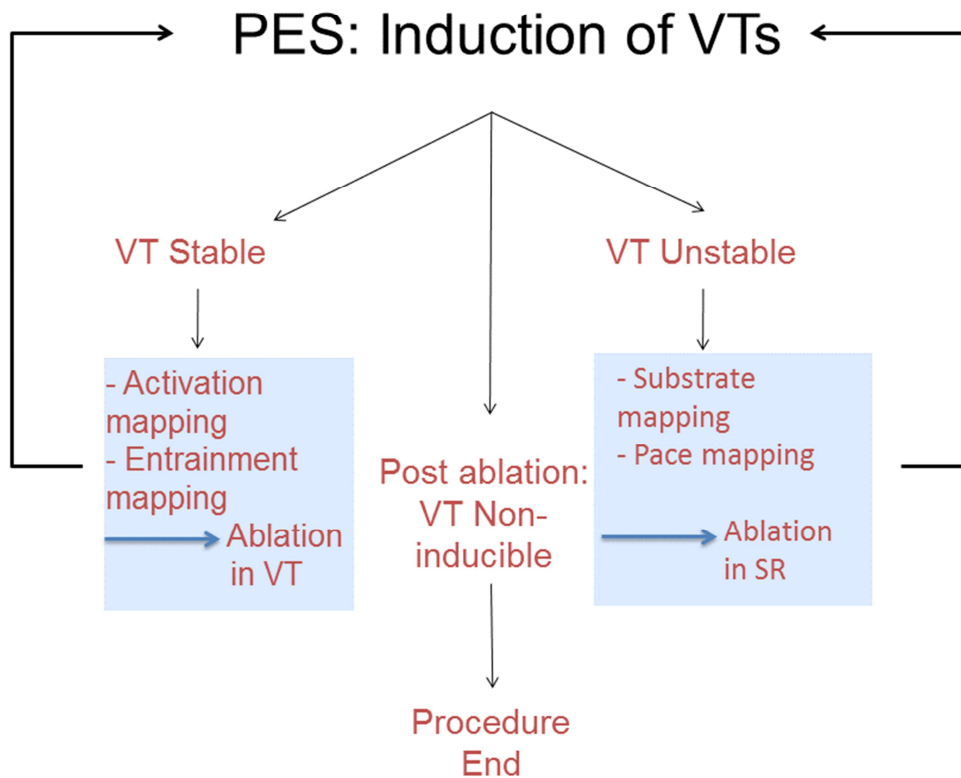 PES: Induction of VTs
VT Stable
VT Unstable
- Activation
mapping
- Entrainment
mapping
Ablation
in VT
Post ablation:
VT Non-
inducible
- Substrate
mapping
- Pace mapping
Ablation
in SR
Procedure
End